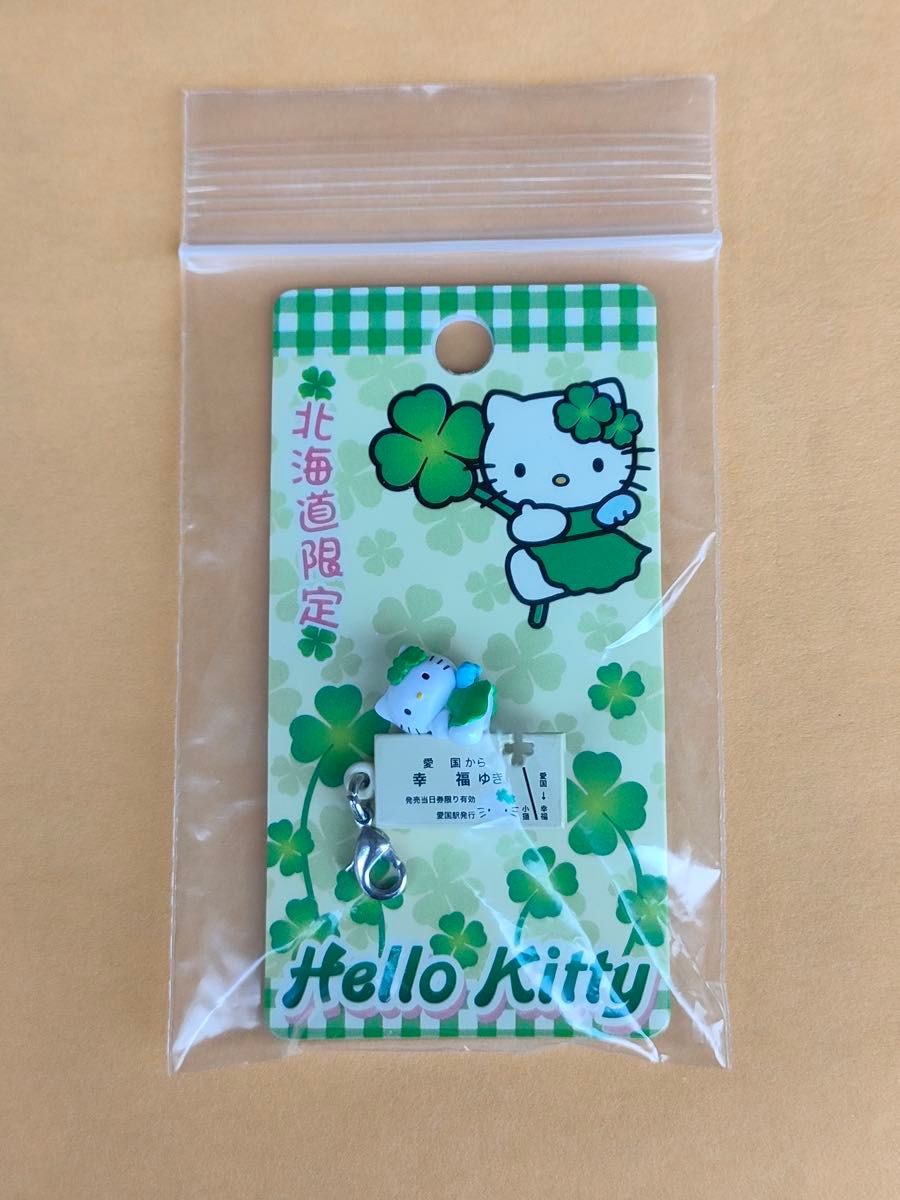 北海道限定
愛 国 から
幸 福 ゆき
発売当日券限り有効
愛国駅発行
愛国→幸福
小
Hello Kitty